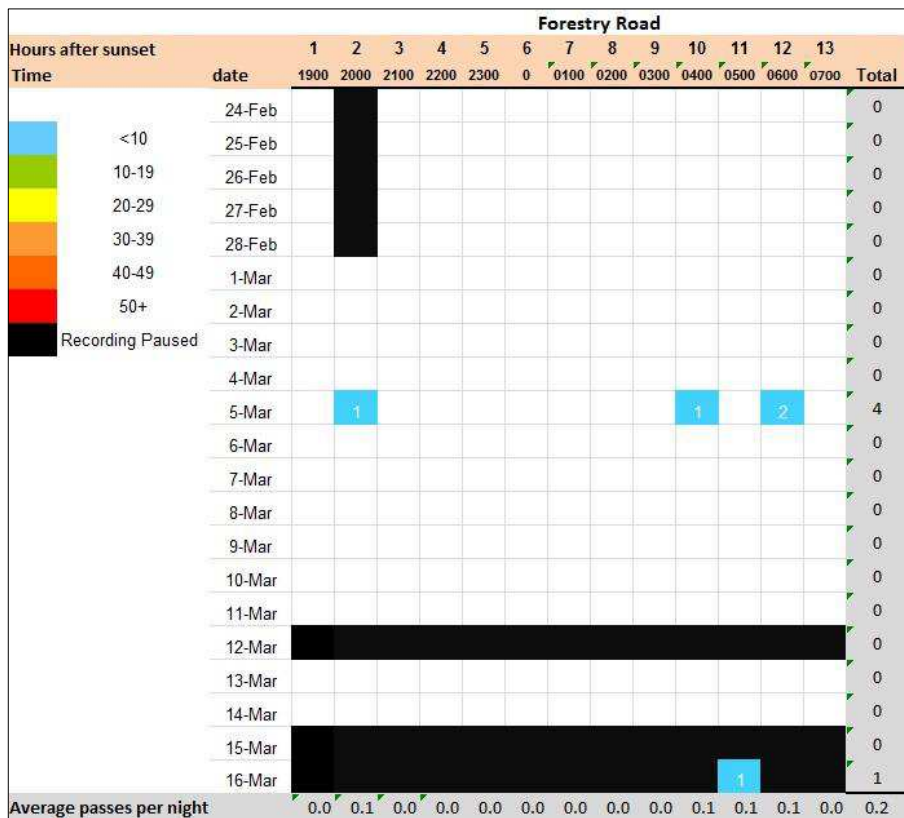 Forestry Road
Hours after sunset 1 2 3 4 5 6 7 8 9 10 11 12 13
Time date 1900 2000 2100 2200 2300 0 0100 0200 0300 0400 0500 0600 0700 Total
24-Feb 0
<10 25-Feb 0
10-19 26-Feb 0
20-29 27-Feb 0
30-39 28-Feb 0
40-49 1-Mar 0
50+ 2-Mar 0
Recording Paused 3-Mar 0
4-Mar 0
5-Mar 1 1 2 4
6-Mar 0
7-Mar 0
8-Mar 0
9-Mar 0
10-Mar 0
11-Mar 0
12-Mar 0
13-Mar 0
14-Mar 0
15-Mar 0
16-Mar 1 1
Average passes per night 0.0 0.1 0.0 0.0 0.0 0.0 0.0 0.0 0.0 0.1 0.1 0.1 0.0 0.2